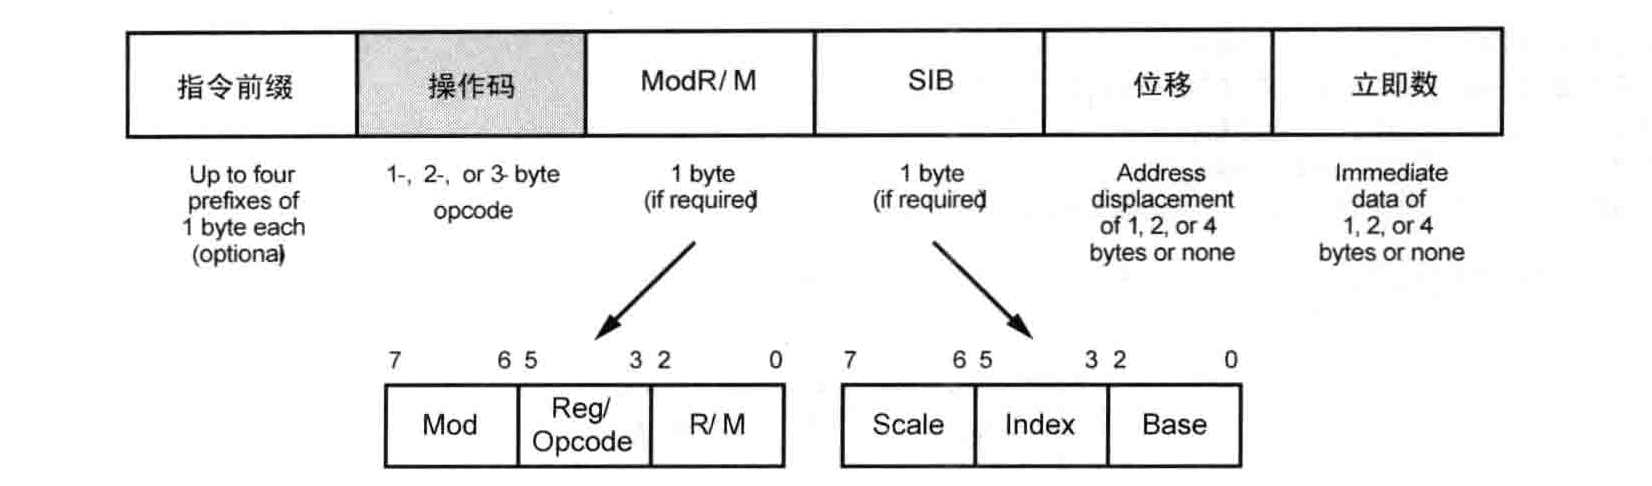 指令前缀 操作码 ModR/ M SIB 位移 立即数
Up to four
prefixes of
1 byte each
(optional)
1-, 2-, or 3- byte
opcode
1 byte
(if required)
1 byte
(if required)
Address
displacement
of 1, 2, or 4
bytes or none
Immediate
data of
1, 2, or 4
bytes or none
7 6 5 3 2 0
Mod
Reg/
Opcode
R/ M
7 6 5 3 2 0
Scale Index Base